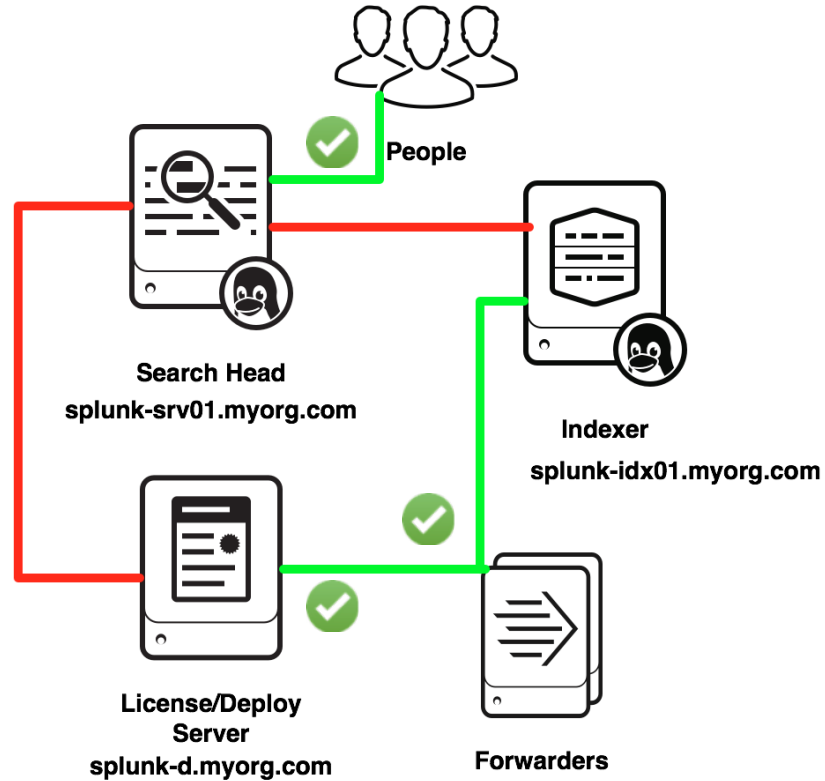 People
Search Head
splunk-srv01.myorg.com
Indexer
splunk-idx01.myorg.com
License/Deploy
Server
splunk-d.myorg.com
Forwarders